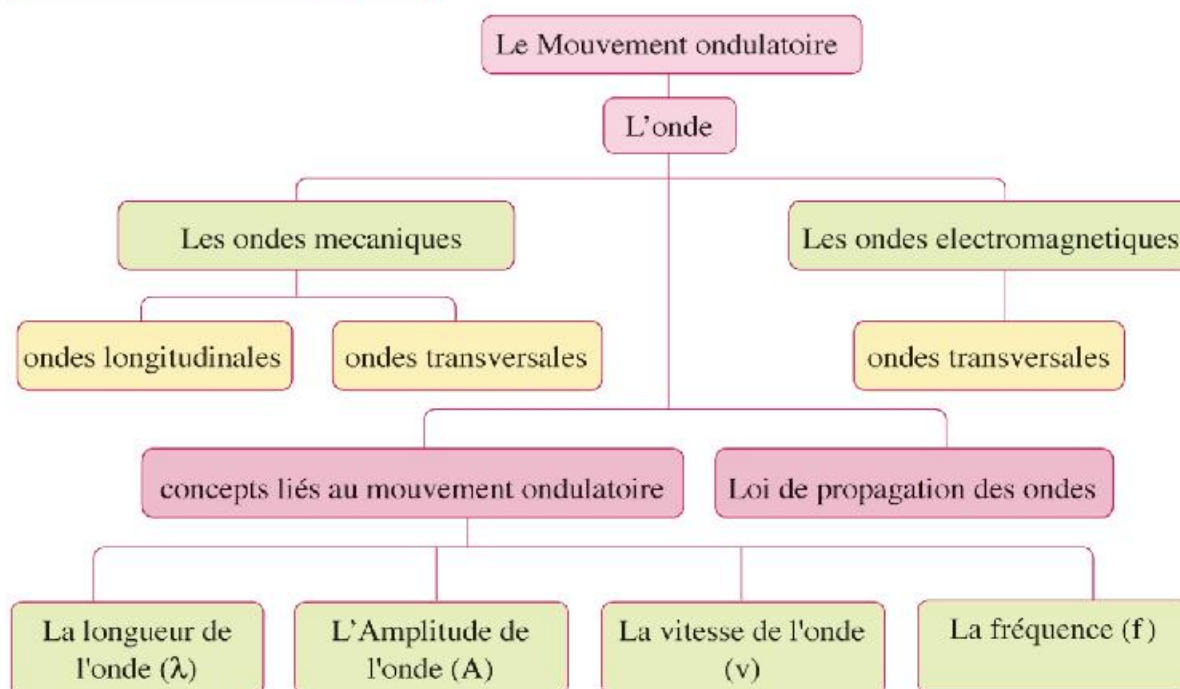 Le Mouvement ondulatoire
L'onde
Les ondes mecaniques
Les ondes electromagnetiques
ondes longitudinales
ondes transversales
ondes transversales
concepts liés au mouvement ondulatoire
Loi de propagation des ondes
La longueur de
l'onde (λ)
L'Amplitude de
l'onde (A)
La vitesse de l'onde
(v)
La fréquence (f)